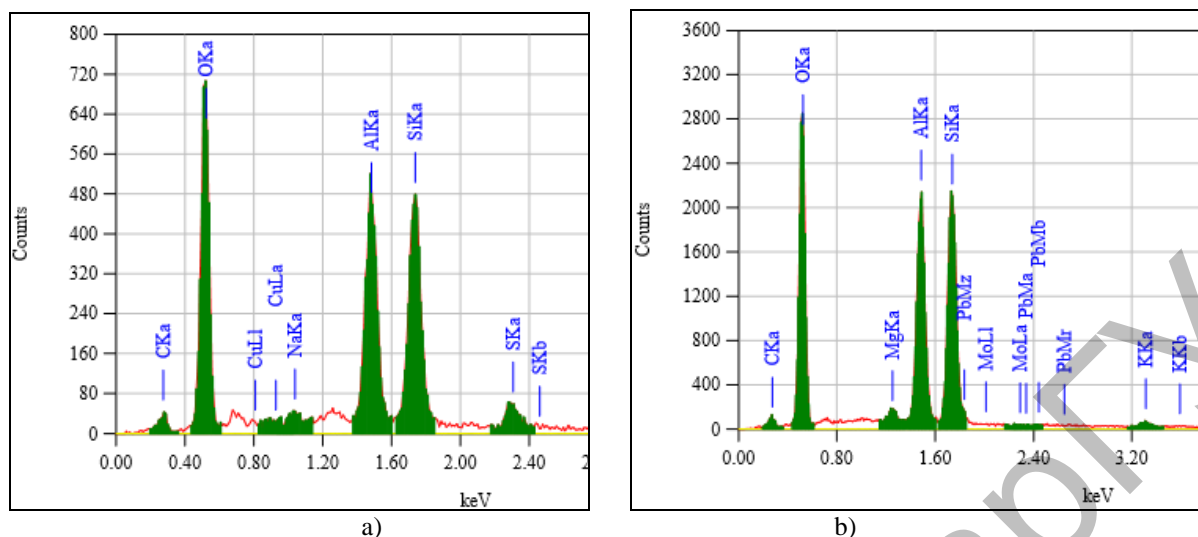 800
720
640
560
480
400
320
240
160
80
0
Counts
CKa
OKa
CuLl
CuLa
NaKa
AlKa
SiKa
SKa
SKb
0.00 0.40 0.80 1.20 1.60 2.00 2.40 2
keV
a)
3600
3200
2800
2400
2000
1600
1200
800
400
0
Counts
CKa
OKa
MgKa
AlKa
SiKa
PbMz
MoLl
MoLa
PbMa
PbMb
PbMr
KKa
KKb
0.00 0.80 1.60 2.40 3.20
keV
b)